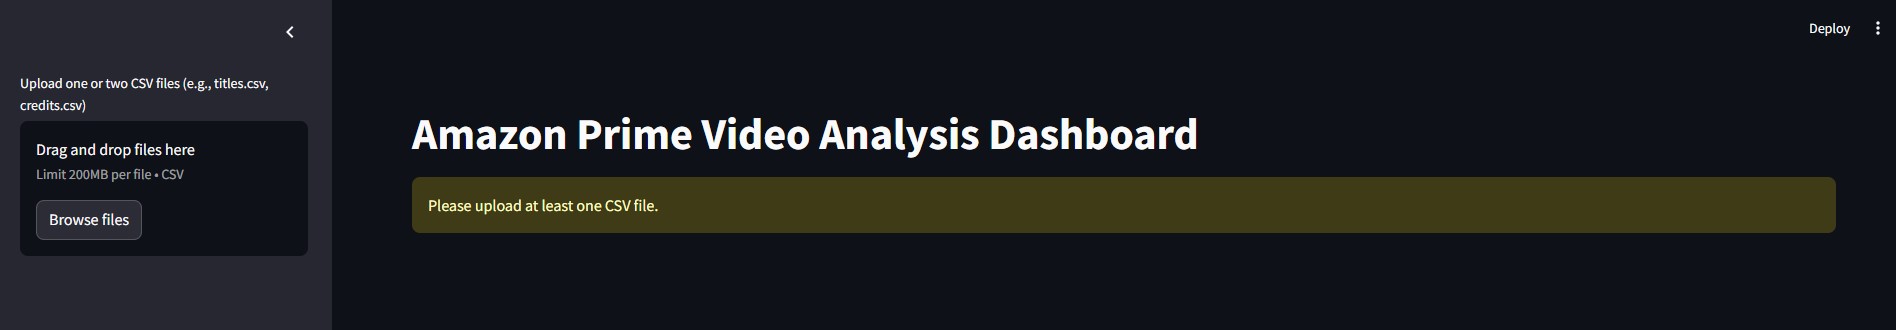 Upload one or two CSV files (e.g., titles.csv,
credits.csv)
Drag and drop files here
Limit 200MB per file • CSV
Browse files
Deploy
Amazon Prime Video Analysis Dashboard
Please upload at least one CSV file.